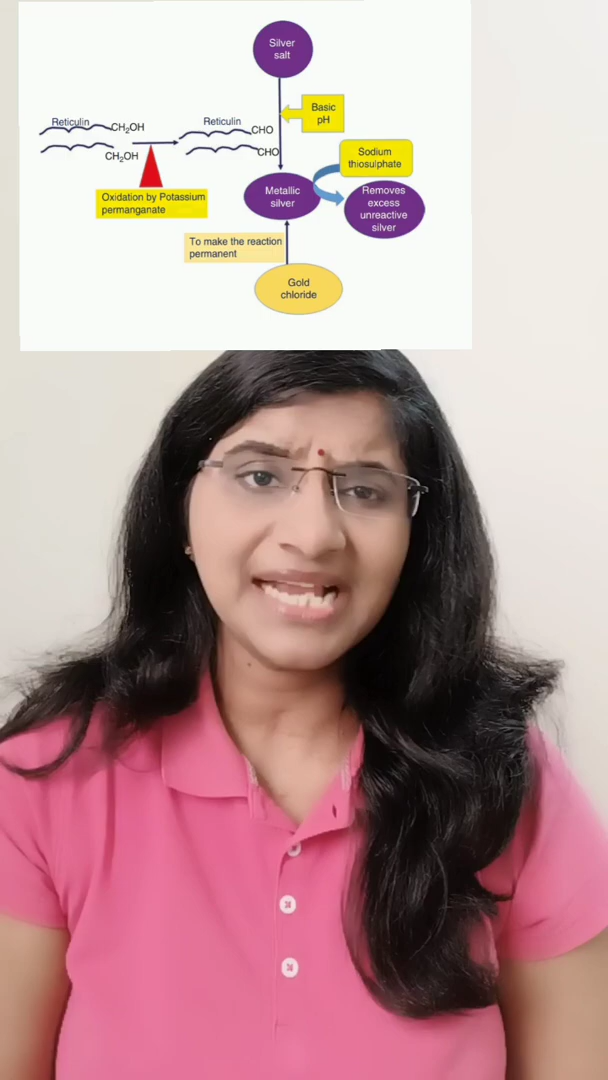 Silver
salt
Basic
pH
Reticulin
CH₂OH
CH₂OH
Reticulin
CHO
CHO
Oxidation by Potassium
permanganate
Sodium
thiosulphate
Metallic
silver
Removes
excess
unreactive
silver
To make the reaction
permanent
Gold
chloride